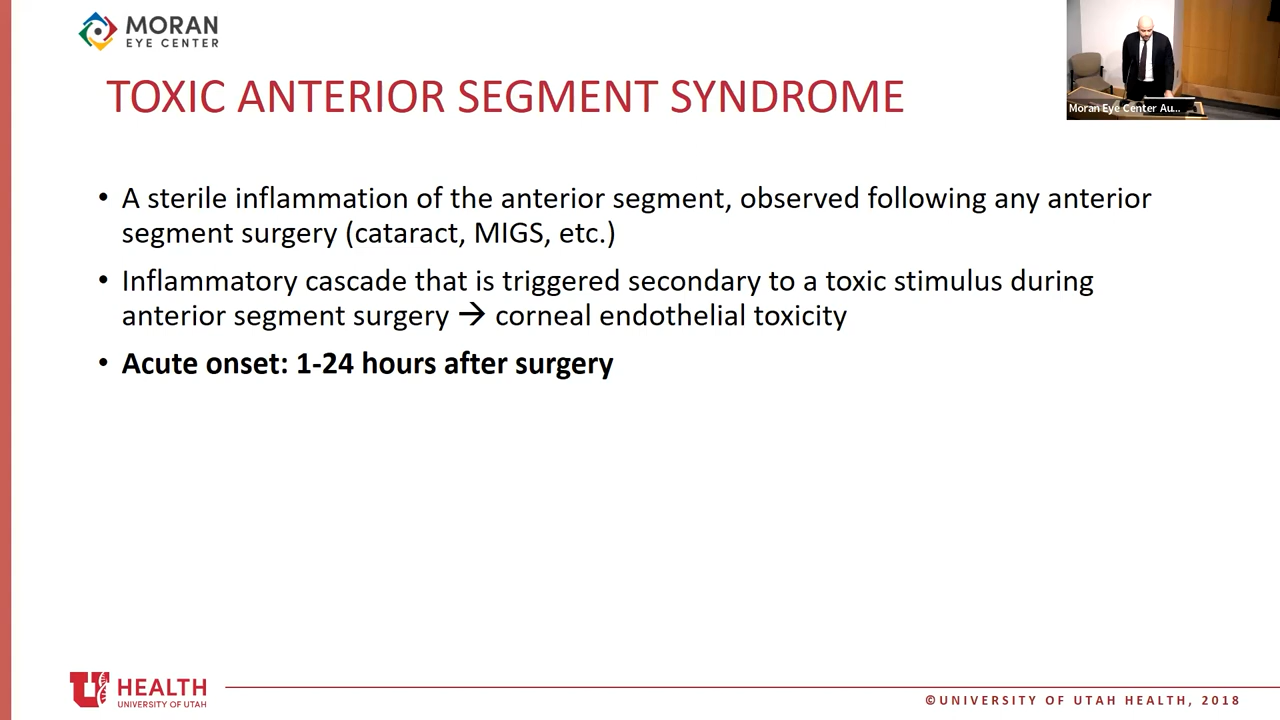 MORAN
EYE CENTER
Moran Eye Center Au...
TOXIC ANTERIOR SEGMENT SYNDROME
• A sterile inflammation of the anterior segment, observed following any anterior
segment surgery (cataract, MIGS, etc.)
• Inflammatory cascade that is triggered secondary to a toxic stimulus during
anterior segment surgery → corneal endothelial toxicity
• Acute onset: 1-24 hours after surgery
U HEALTH
UNIVERSITY OF UTAH
©UNIVERSITY OF UTAH HEALTH, 2018